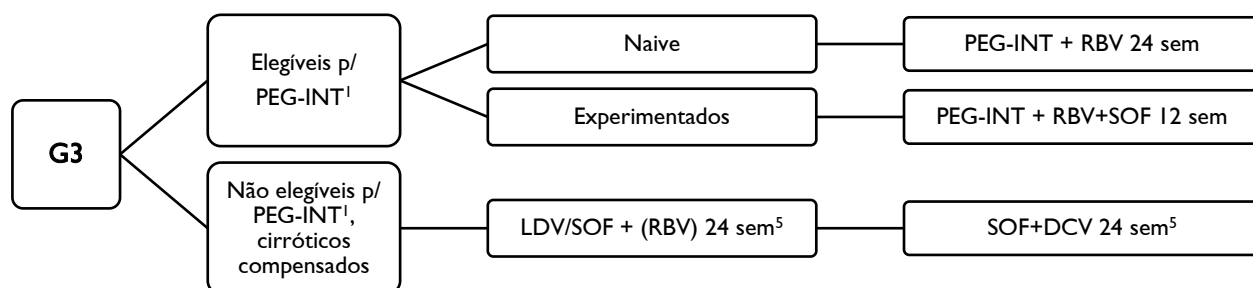 G3
Elegíveis p/
PEG-INT¹
Naive
PEG-INT + RBV 24 sem
Experimentados
PEG-INT + RBV+SOF 12 sem
Não elegíveis p/
PEG-INT¹,
cirróticos
compensados
LDV/SOF + (RBV) 24 sem⁵
SOF+DCV 24 sem⁵